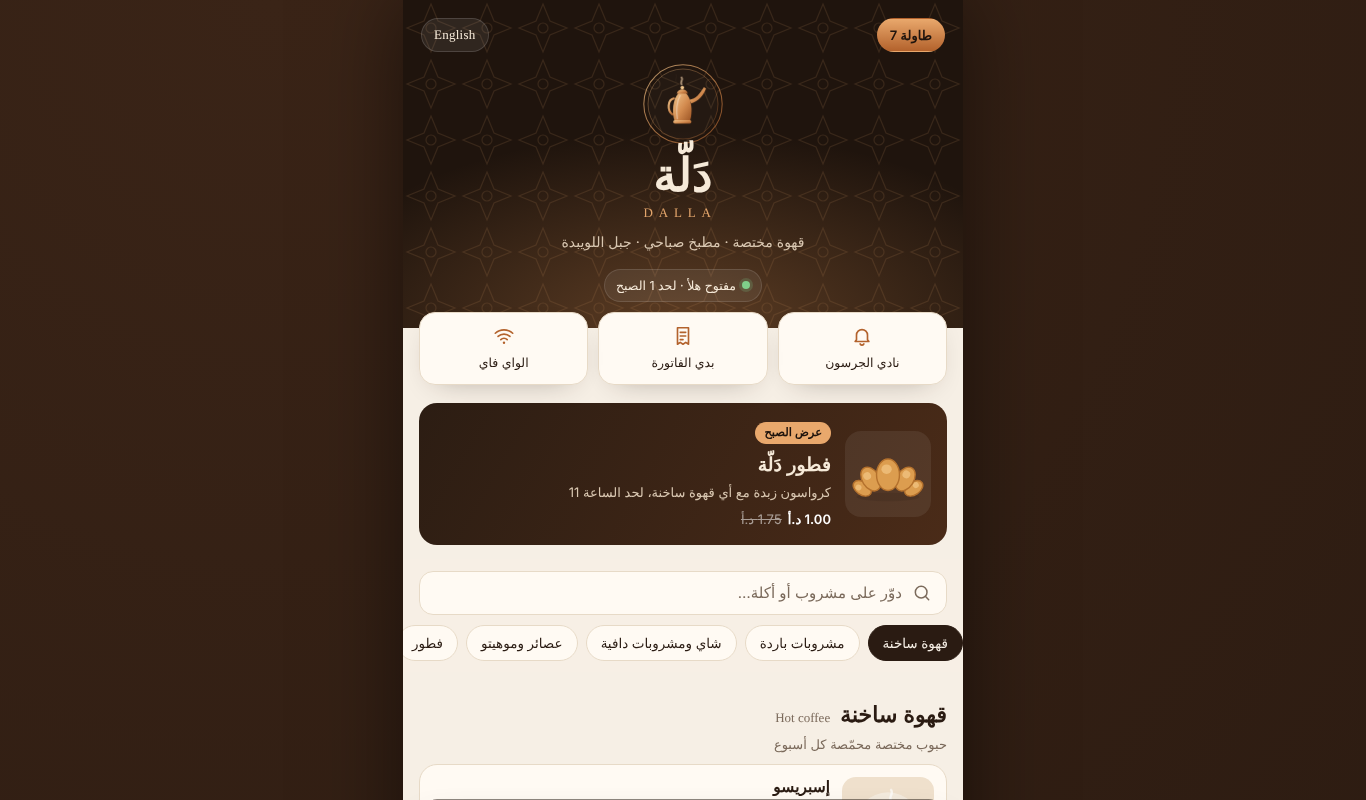 طاولة 7
English
دَلّة
DALLA
قهوة مختصة · مطبخ صباحي · جبل اللويبدة
مفتوح هلأ · لحد 1 الصبح
نادي الجرسون
بدي الفاتورة
الواي فاي
عرض الصبح
فطور دَلّة
كرواسون زبدة مع أي قهوة ساخنة، لحد الساعة 11
1.00 د.أ 1.75 د.أ
دوّر على مشروب أو أكلة...
قهوة ساخنة
مشروبات باردة
شاي ومشروبات دافية
عصائر وموهيتو
فطور
قهوة ساخنة Hot coffee
حبوب مختصة محمّصة كل أسبوع
إسبريسو